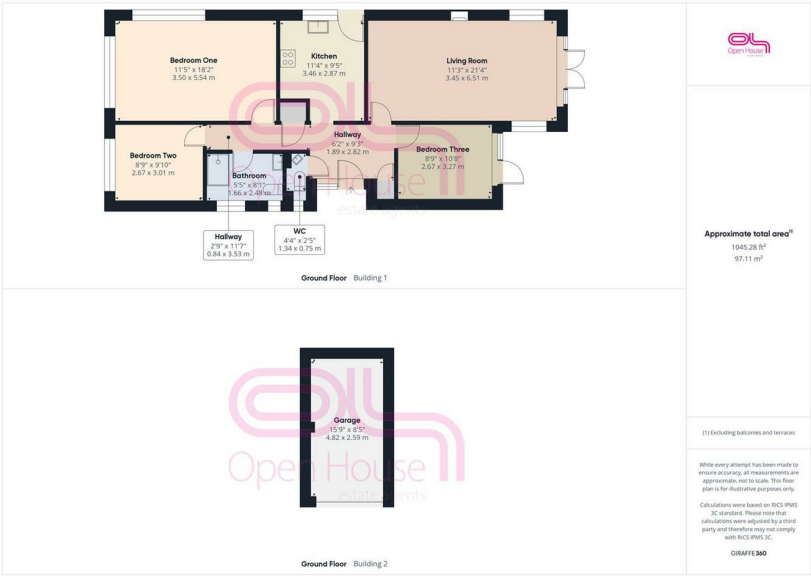 Bedroom One
11'5" x 18'2"
3.50 x 5.54 m
Kitchen
11'4" x 9'5"
3.46 x 2.87 m
Living Room
11'3" x 21'4"
3.45 x 6.51 m
Bedroom Two
8'9" x 9'10"
2.67 x 3.01 m
Hallway
6'2" x 9'3"
1.89 x 2.82 m
Bedroom Three
8'9" x 10'8"
2.67 x 3.27 m
Bathroom
5'5" x 8'1"
1.66 x 2.48 m
Open House
estate agents
Hallway
2'9" x 11'7"
0.84 x 3.53 m
WC
4'4" x 2'5"
1.34 x 0.75 m
Ground Floor Building 1
Garage
15'9" x 8'5"
4.82 x 2.59 m
Open House
estate agents
Ground Floor Building 2
Open House
estate agents
Approximate total area(1)
1045.28 ft²
97.11 m²
(1) Excluding balconies and terraces
While every attempt has been made to
ensure accuracy, all measurements are
approximate, not to scale. This floor
plan is for illustrative purposes only.
Calculations were based on RICS IPMS
3C standard. Please note that
calculations were adjusted by a third
party and therefore may not comply
with RICS IPMS 3C.
GIRAFFE360